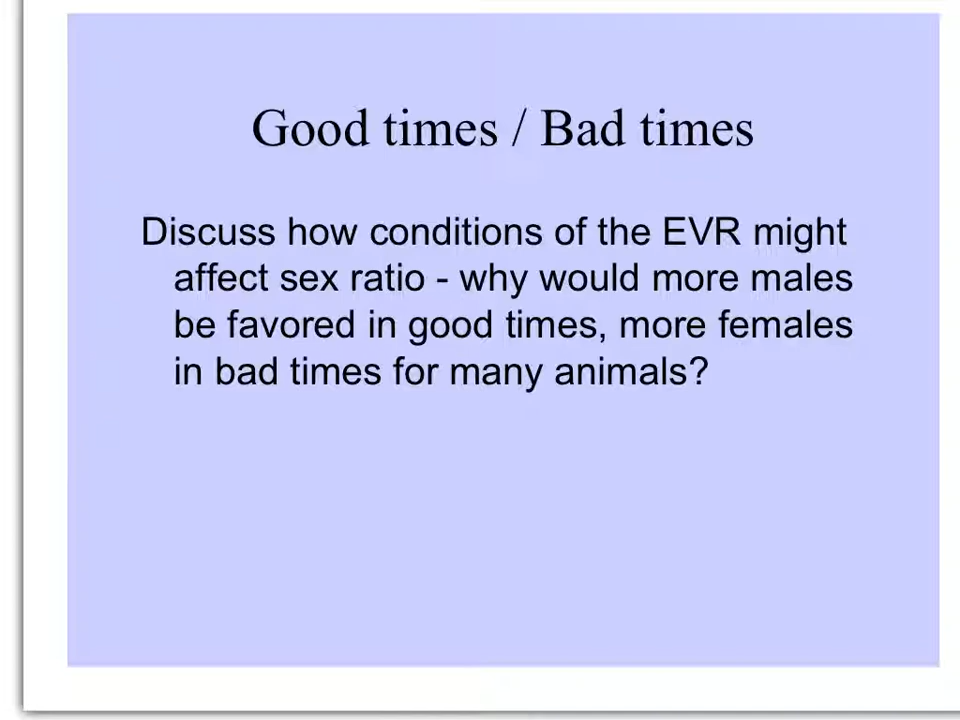 Good times / Bad times
Discuss how conditions of the EVR might
affect sex ratio - why would more males
be favored in good times, more females
in bad times for many animals?